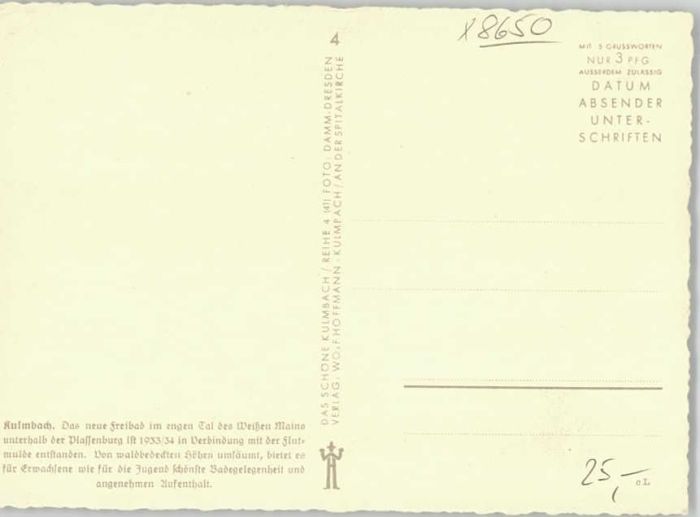 x 8650
4
MIT 5 GRUSSWORTEN
NUR 3 PFG
AUSSERDEM ZULÄSSIG
DATUM
ABSENDER
UNTER-
SCHRIFTEN
DAS SCHÖNE KULMBACH / REIHE 4 (41) FOTO: DAMM-DRESDEN
VERLAG: WOLF HOFFMANN-KULMBACH / AN DER SPITALKIRCHE
Kulmbach. Das neue Freibad im engen Tal des Weißen Mains
unterhalb der Plassenburg ist 1933/34 in Verbindung mit der Flut-
mulde entstanden. Von waldbedeckten Höhen umsäumt, bietet es
für Erwachsene wie für die Jugend schönste Badegelegenheit und
angenehmen Aufenthalt.
25,-